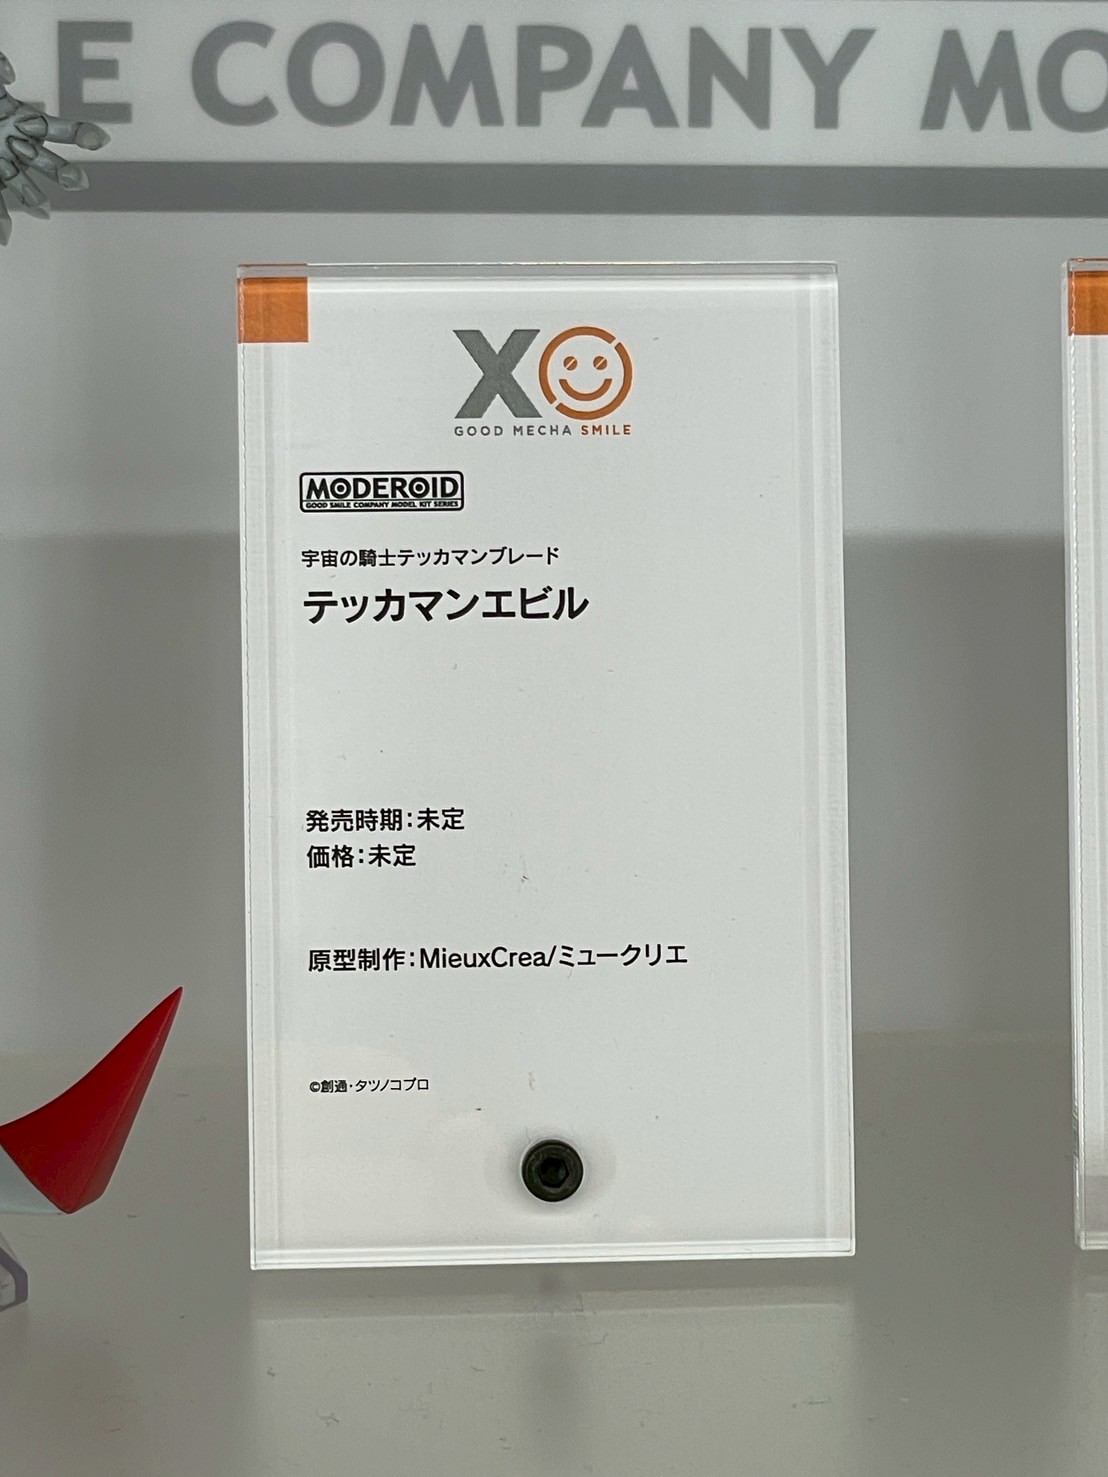 LE COMPANY MO
XO
GOOD MECHA SMILE
MODEROID
GOOD SMILE COMPANY MODEL KIT SERIES
宇宙の騎士テッカマンブレード
テッカマンエビル
発売時期：未定
価格：未定
原型制作：MieuxCrea/ミュークリエ
©創通・タツノコプロ